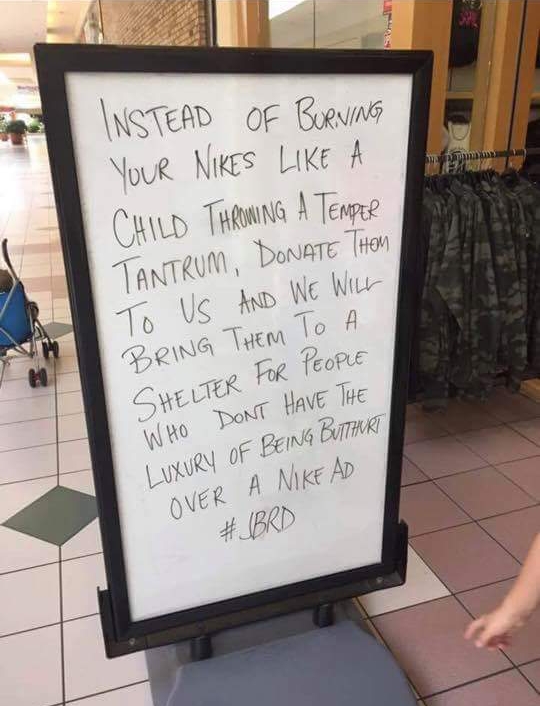 INSTEAD OF BURNING
YOUR NIKES LIKE A
CHILD THROWING A TEMPER
TANTRUM, DONATE THEM
TO US AND WE WILL
BRING THEM TO A
SHELTER FOR PEOPLE
WHO DONT HAVE THE
LUXURY OF BEING BUTTHURT
OVER A NIKE AD
#JBRD